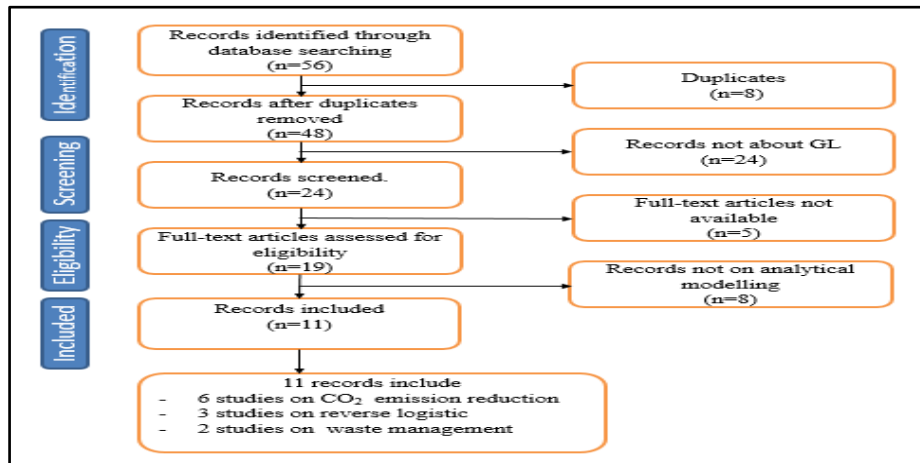 Identification
Records identified through
database searching
(n=56)
Duplicates
(n=8)
Records after duplicates
removed
(n=48)
Screening
Records not about GL
(n=24)
Records screened.
(n=24)
Full-text articles not
available
(n=5)
Eligibility
Full-text articles assessed for
eligibility
(n=19)
Records not on analytical
modelling
(n=8)
Included
Records included
(n=11)
11 records include
- 6 studies on CO₂ emission reduction
- 3 studies on reverse logistic
- 2 studies on waste management